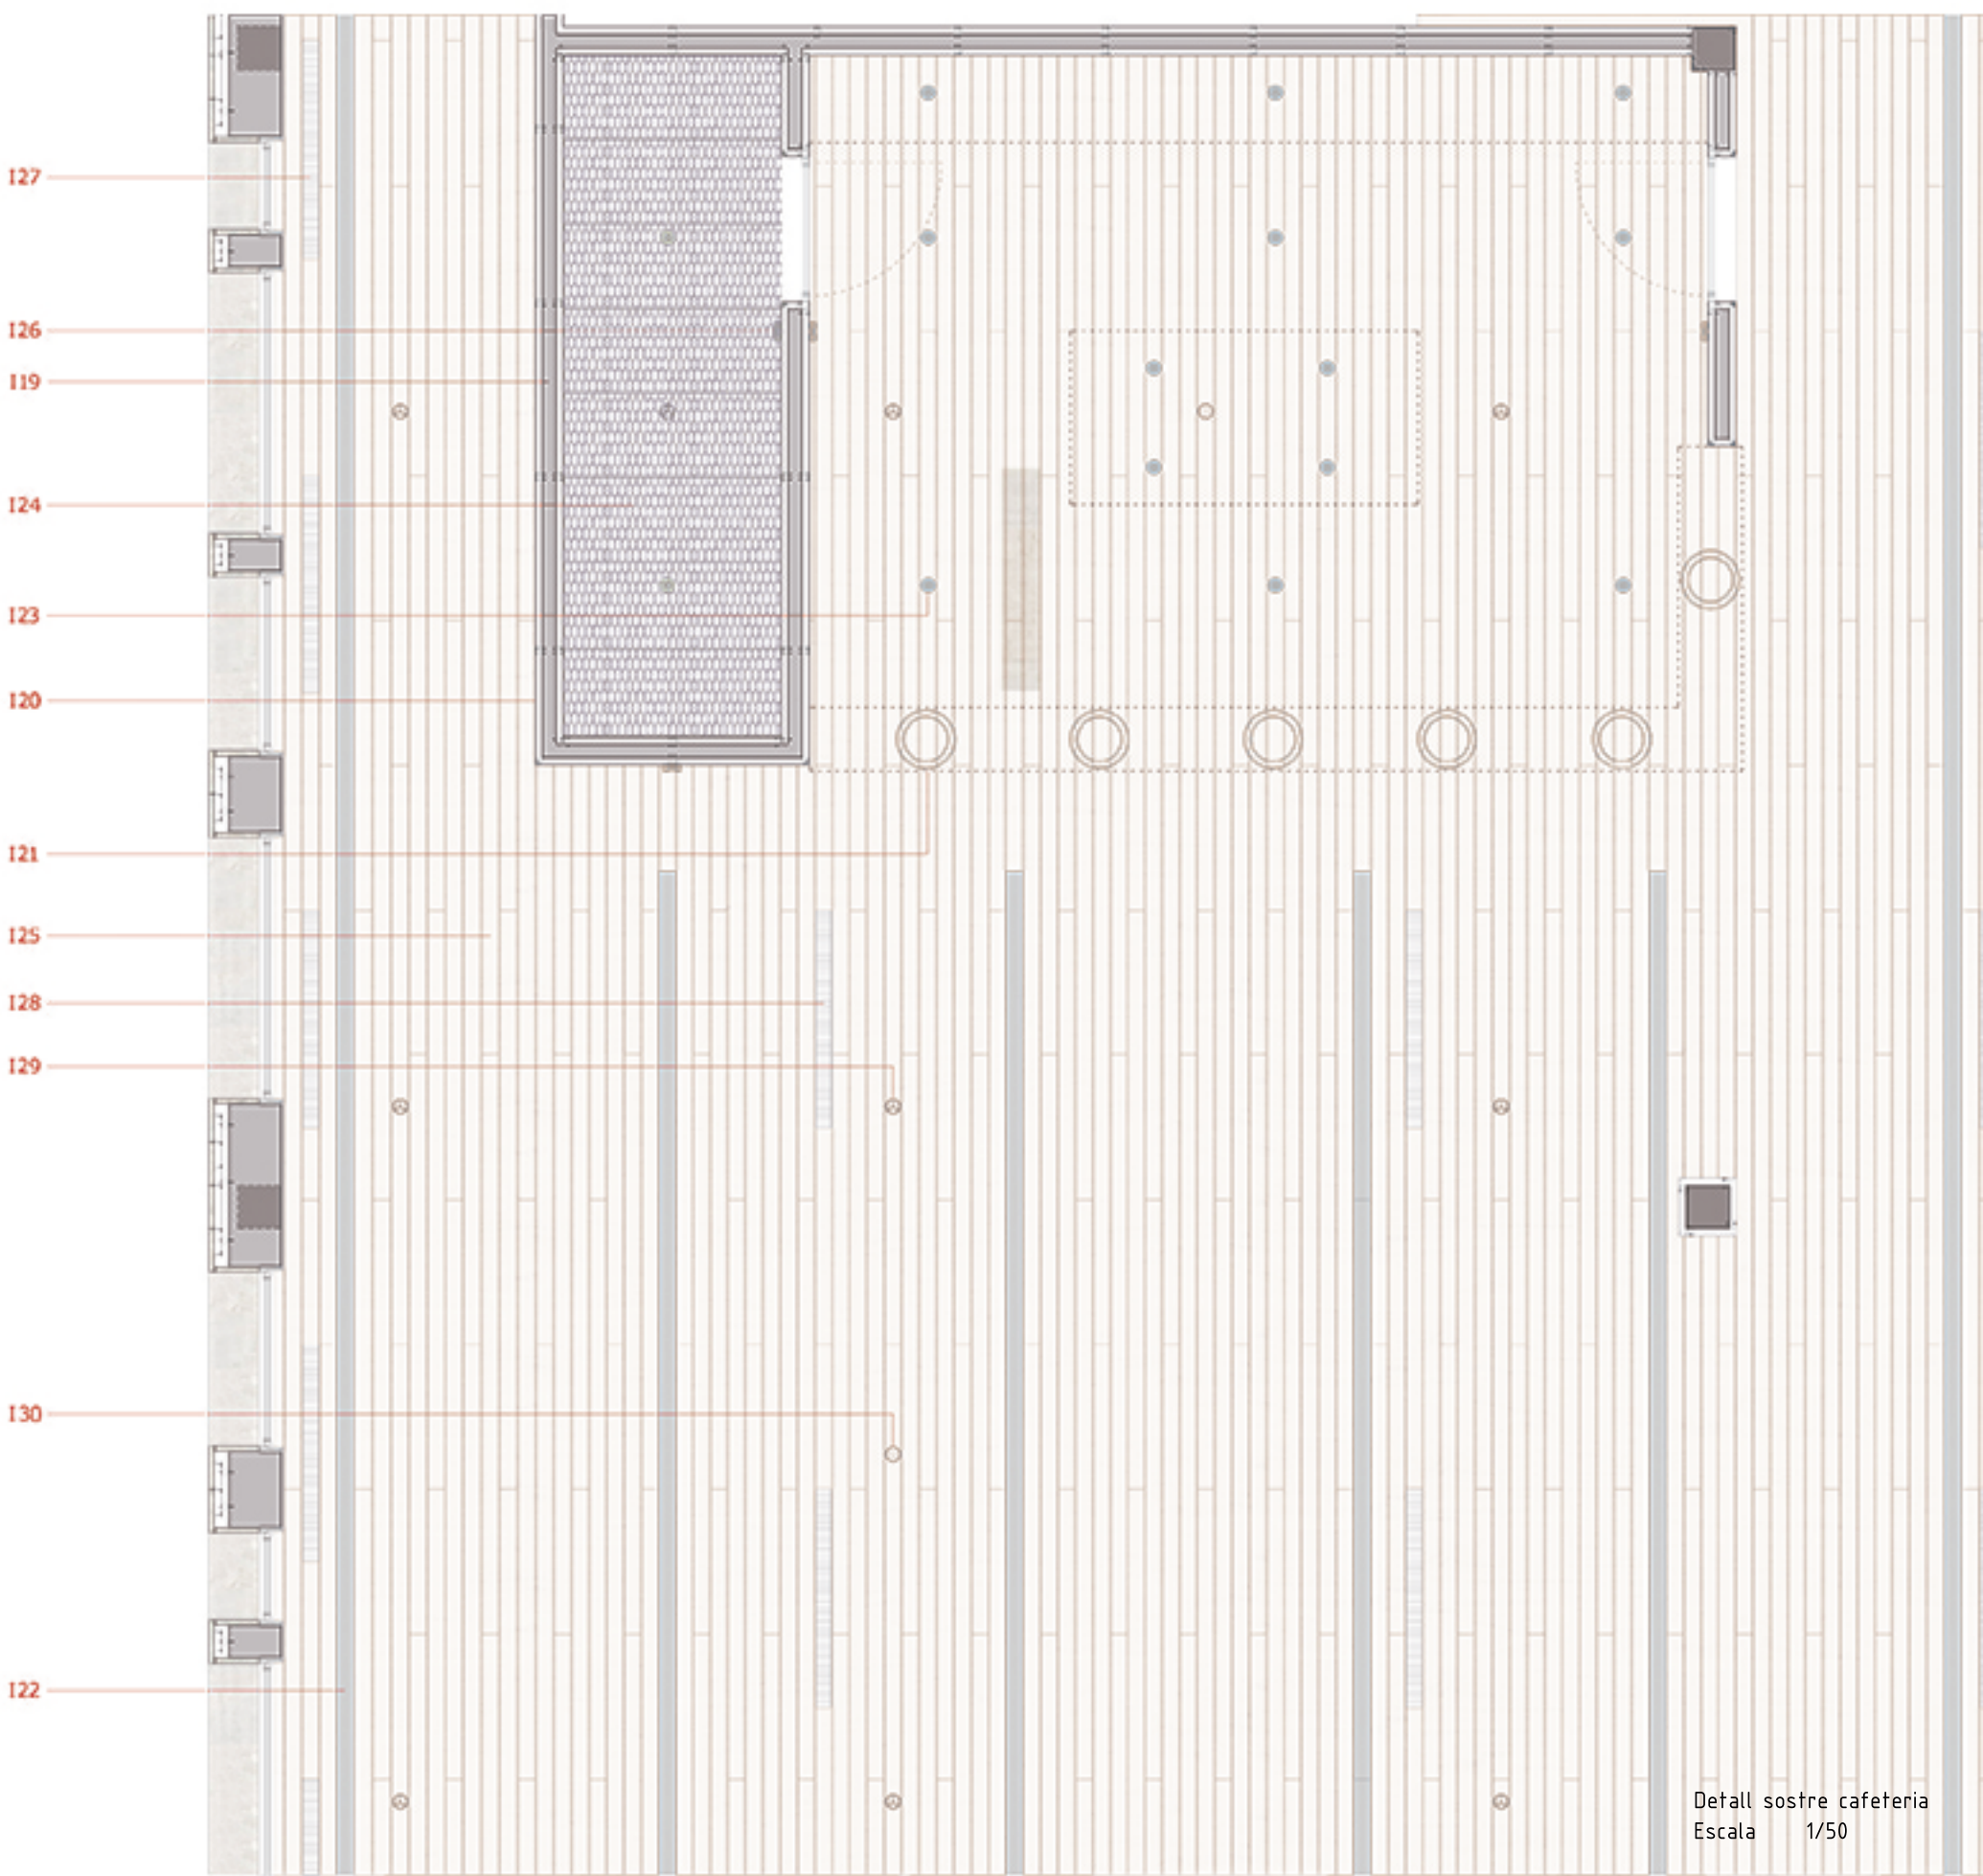 I27
I26
I19
I24
I23
I20
I21
I25
I28
I29
I30
I22
Detall sostre cafeteria
Escala 1/50